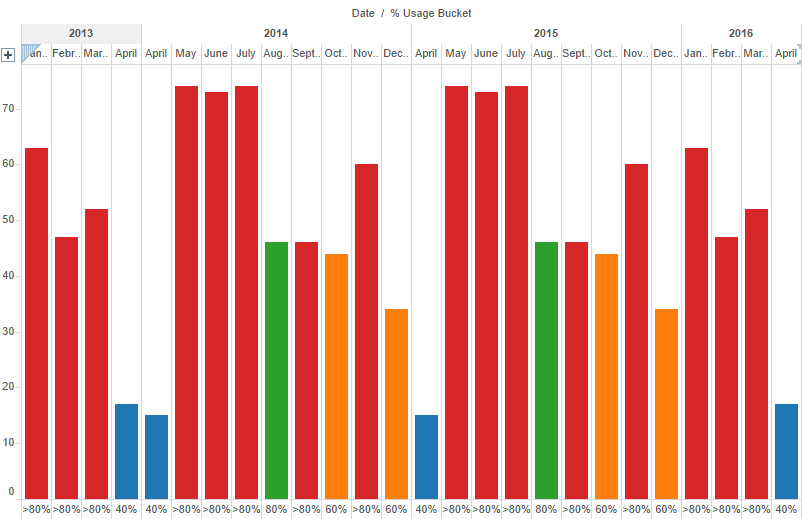 Date / % Usage Bucket
2013 2014 2015 2016
Jan.. Febr.. Mar.. April April May June July Aug.. Sept.. Oct.. Nov.. Dec.. April May June July Aug.. Sept.. Oct.. Nov.. Dec.. Jan.. Febr.. Mar.. April
70
60
50
40
30
20
10
0
>80% >80% >80% 40% 40% >80% >80% >80% 80% >80% 60% >80% 60% 40% >80% >80% >80% 80% >80% 60% >80% 60% >80% >80% >80% 40%